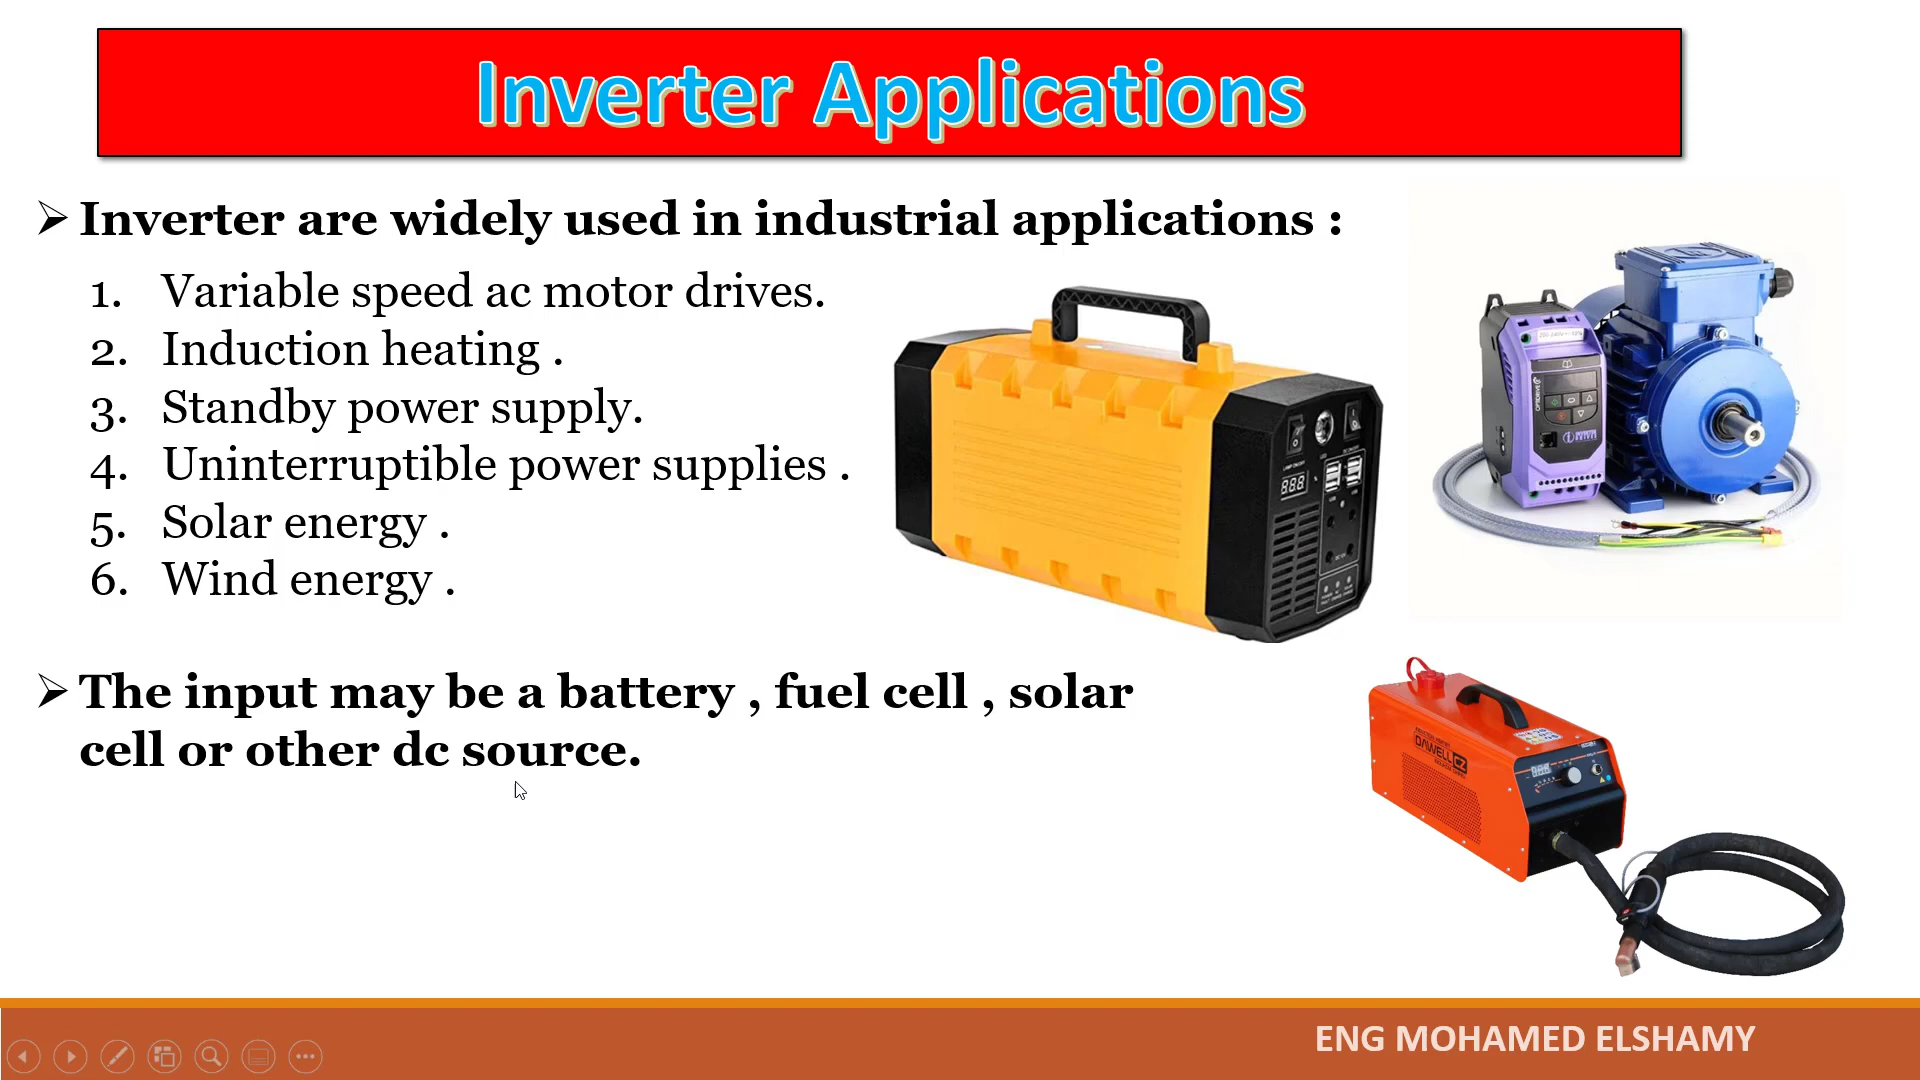 Inverter Applications
Inverter are widely used in industrial applications :
1. Variable speed ac motor drives.
2. Induction heating .
3. Standby power supply.
4. Uninterruptible power supplies .
5. Solar energy .
6. Wind energy .
The input may be a battery , fuel cell , solar
cell or other dc source.
DAWELL CZ
ENG MOHAMED ELSHAMY